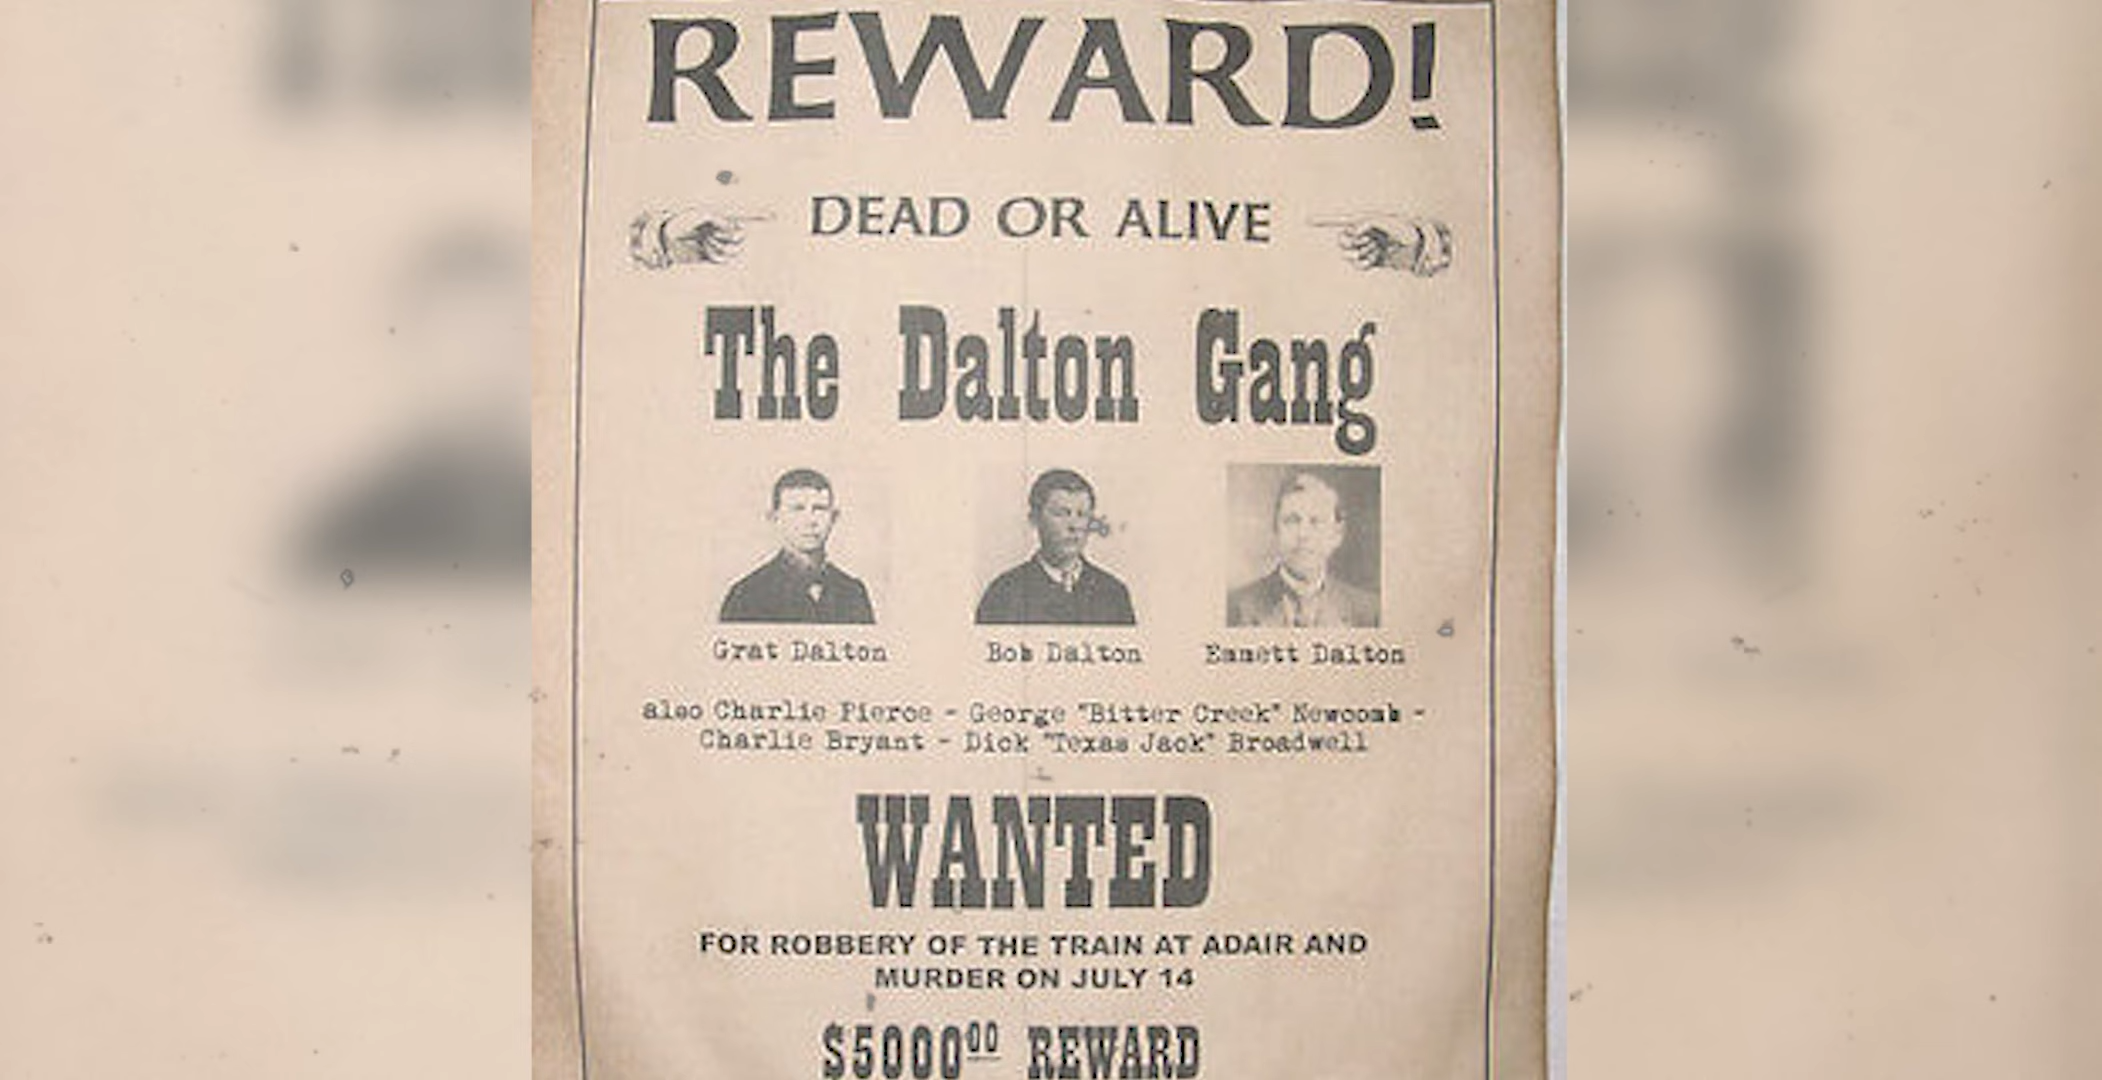 REWARD!
DEAD OR ALIVE
The Dalton Gang
Grat Dalton Bob Dalton Emmett Dalton
also Charlie Pierce - George "Bitter Creek" Newcomb -
Charlie Bryant - Dick "Texas Jack" Broadwell
WANTED
FOR ROBBERY OF THE TRAIN AT ADAIR AND
MURDER ON JULY 14
$5000⁰⁰ REWARD